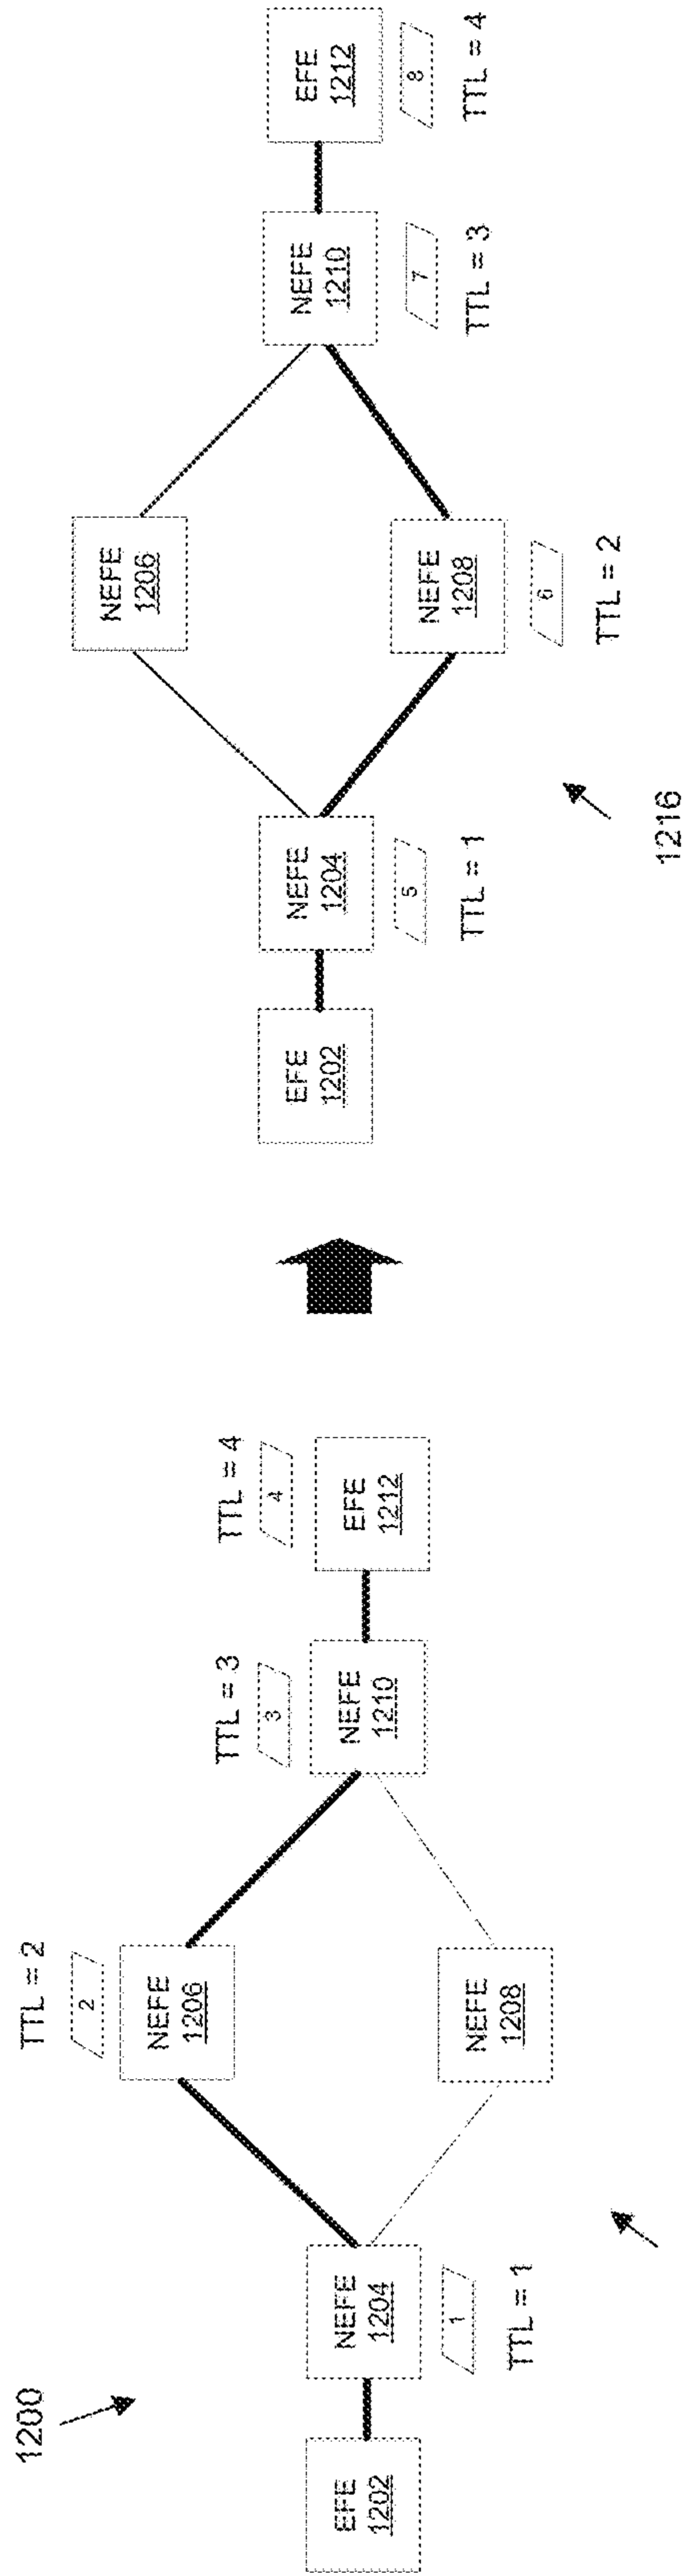 1200
EFE
1202
NEFE
1204
1
TTL = 1
TTL = 2
2
NEFE
1206
NEFE
1208
TTL = 3
3
NEFE
1210
TTL = 4
4
EFE
1212
EFE
1202
NEFE
1204
5
TTL = 1
NEFE
1206
NEFE
1208
6
TTL = 2
NEFE
1210
7
TTL = 3
EFE
1212
8
TTL = 4
1216